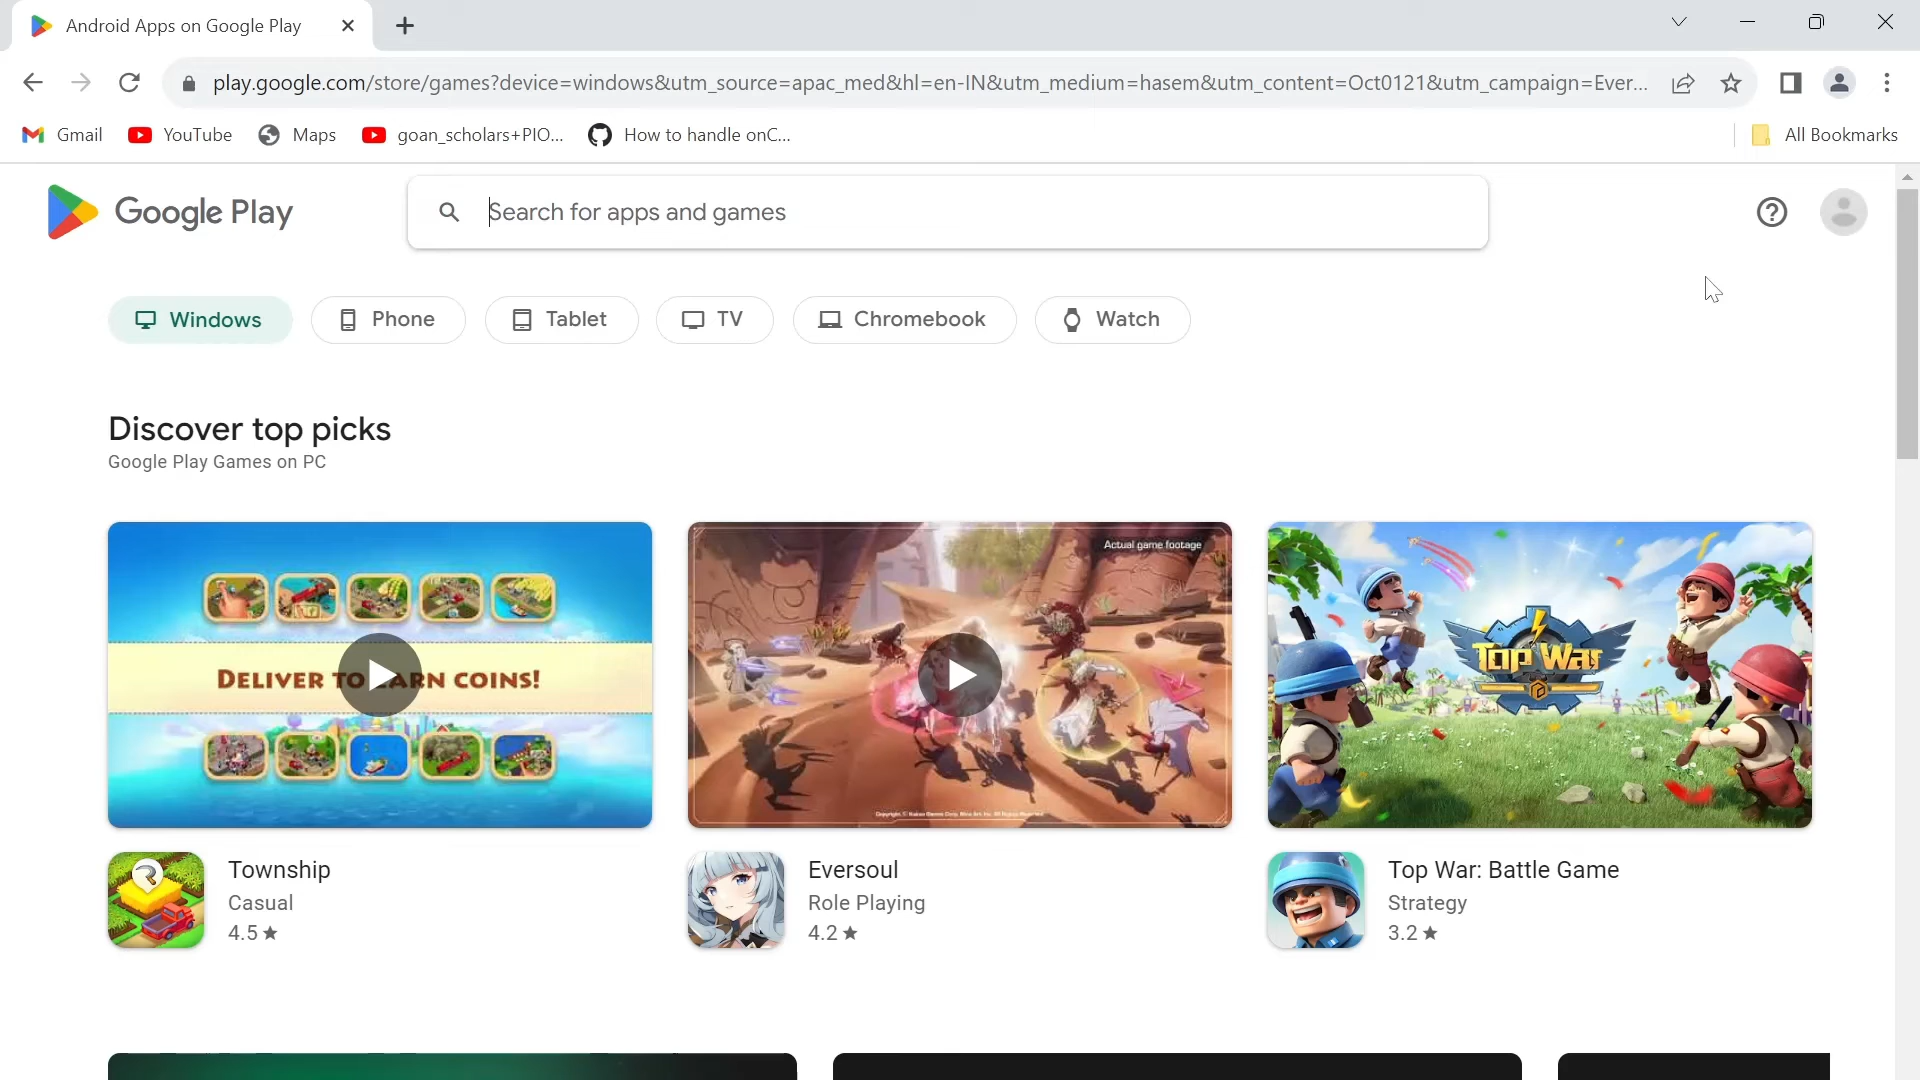 Android Apps on Google Play
play.google.com/store/games?device=windows&utm_source=apac_med&hl=en-IN&utm_medium=hasem&utm_content=Oct0121&utm_campaign=Ever...
Gmail YouTube Maps goan_scholars+PIO... How to handle onC... All Bookmarks
Google Play
Search for apps and games
Windows Phone Tablet TV Chromebook Watch
Discover top picks
Google Play Games on PC
DELIVER TO EARN COINS!
Actual game footage
TOP WAR
Township
Casual
4.5 ★
Eversoul
Role Playing
4.2 ★
Top War: Battle Game
Strategy
3.2 ★